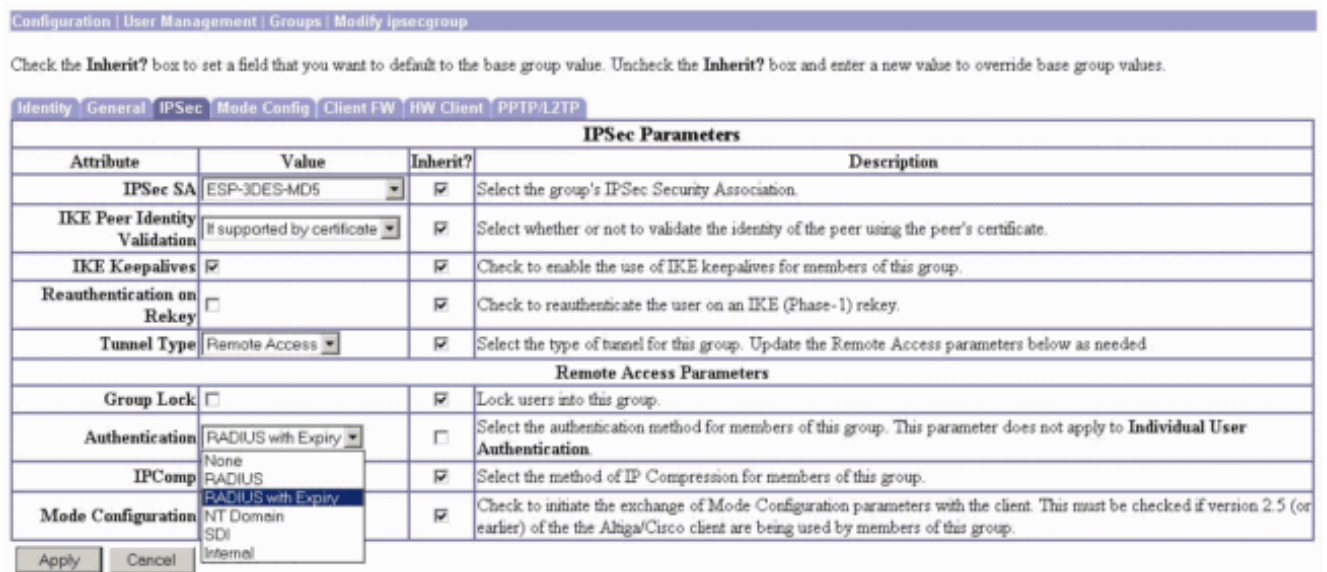 Configuration | User Management | Groups | Modify ipsecgroup
Check the Inherit? box to set a field that you want to default to the base group value. Uncheck the Inherit? box and enter a new value to override base group values.
Identity General IPSec Mode Config Client FW HW Client PPTP/L2TP
IPSec Parameters
Attribute Value Inherit? Description
IPSec SA ESP-3DES-MD5 Select the group's IPSec Security Association.
IKE Peer Identity Validation If supported by certificate Select whether or not to validate the identity of the peer using the peer's certificate.
IKE Keepalives Check to enable the use of IKE keepalives for members of this group.
Reauthentication on Rekey Check to reauthenticate the user on an IKE (Phase-1) rekey.
Tunnel Type Remote Access Select the type of tunnel for this group. Update the Remote Access parameters below as needed
Remote Access Parameters
Group Lock Lock users into this group.
Authentication RADIUS with Expiry Select the authentication method for members of this group. This parameter does not apply to Individual User Authentication.
None
IPComp RADIUS Select the method of IP Compression for members of this group.
RADIUS with Expiry
Mode Configuration NT Domain Check to initiate the exchange of Mode Configuration parameters with the client. This must be checked if version 2.5 (or earlier) of the the Altiga/Cisco client are being used by members of this group.
SDI
Internal
Apply Cancel